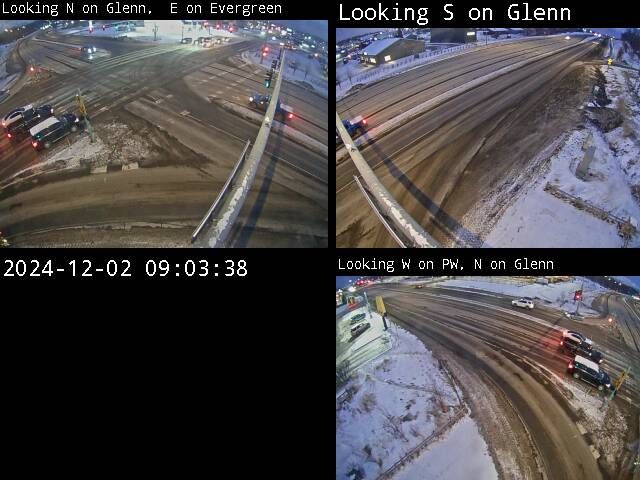 Looking N on Glenn, E on Evergreen
Looking S on Glenn
2024-12-02 09:03:38
Looking W on PW, N on Glenn